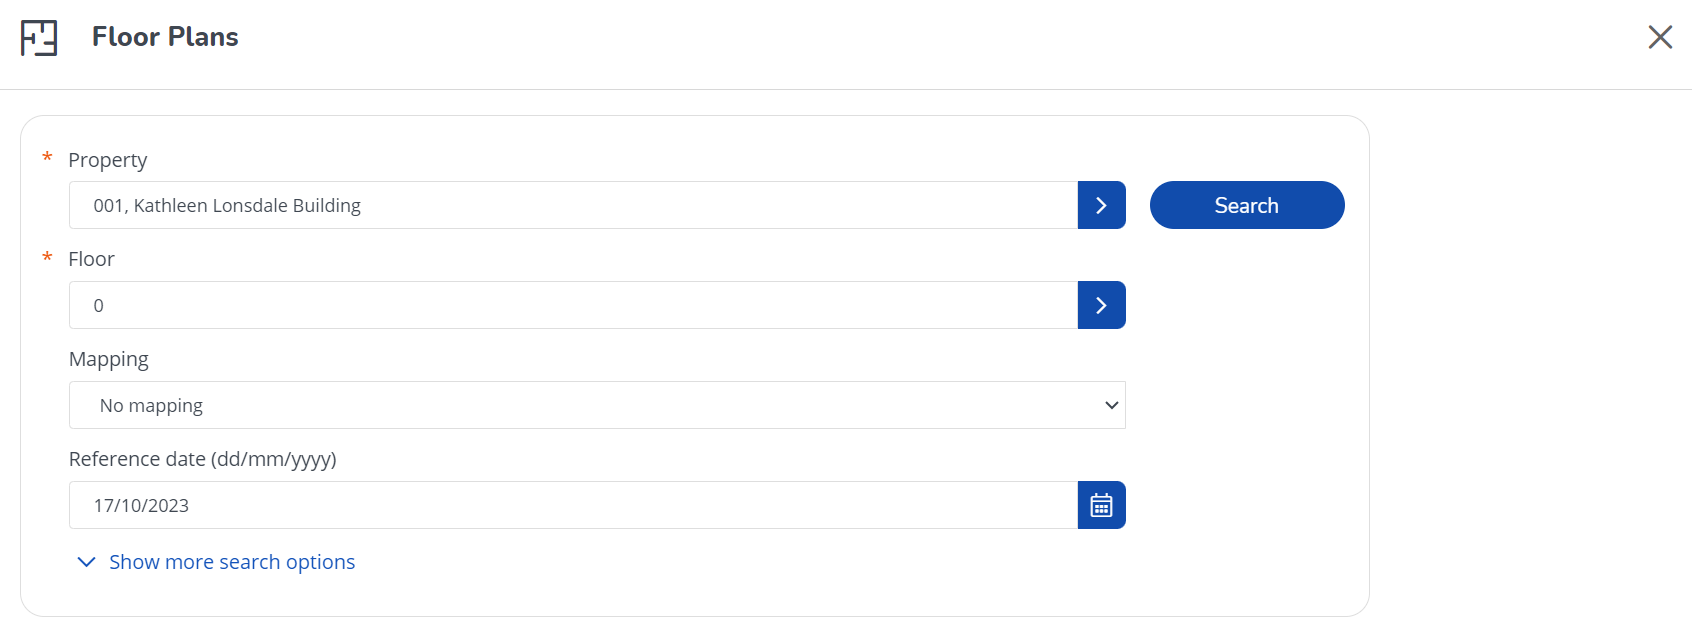 Floor Plans
* Property
001, Kathleen Lonsdale Building
Search
* Floor
0
Mapping
No mapping
Reference date (dd/mm/yyyy)
17/10/2023
Show more search options